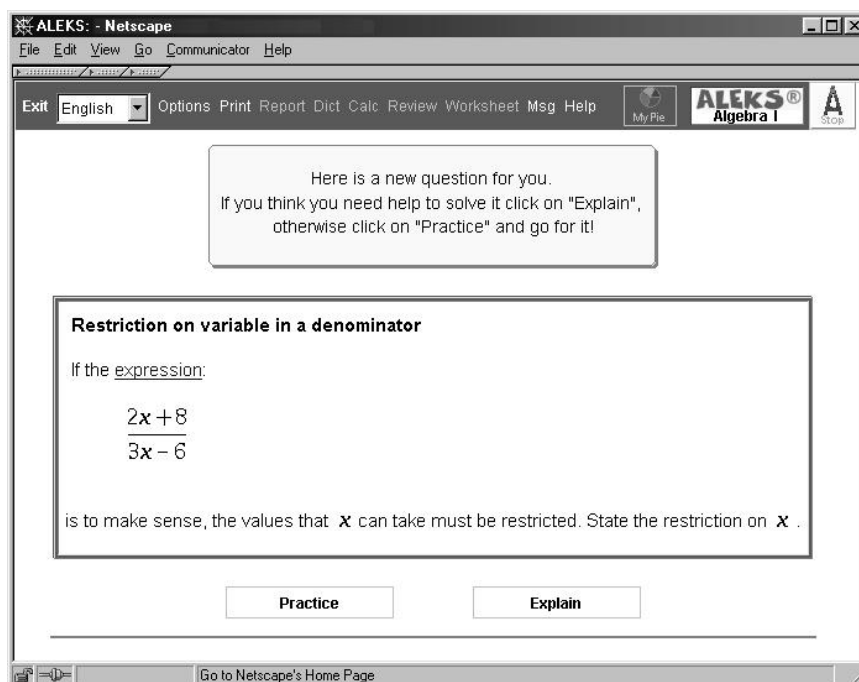 ALEKS: - Netscape
File Edit View Go Communicator Help
Exit English Options Print Report Dict Calc Review Worksheet Msg Help My Pie ALEKS® Algebra I A Stop
Here is a new question for you.
If you think you need help to solve it click on "Explain",
otherwise click on "Practice" and go for it!
Restriction on variable in a denominator
If the expression:
2x + 8
3x - 6
is to make sense, the values that x can take must be restricted. State the restriction on x .
Practice Explain
Go to Netscape's Home Page